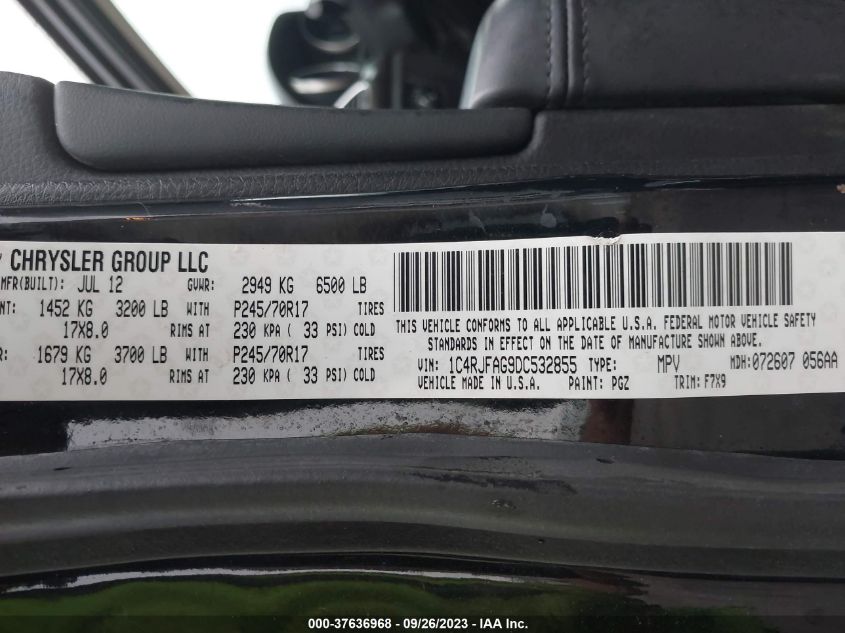 CHRYSLER GROUP LLC
MFR(BUILT): JUL 12 GVWR: 2949 KG 6500 LB
NT: 1452 KG 3200 LB WITH P245/70R17 TIRES
17X8.0 RIMS AT 230 KPA ( 33 PSI) COLD
R: 1679 KG 3700 LB WITH P245/70R17 TIRES
17X8.0 RIMS AT 230 KPA ( 33 PSI) COLD
THIS VEHICLE CONFORMS TO ALL APPLICABLE U.S.A. FEDERAL MOTOR VEHICLE SAFETY
STANDARDS IN EFFECT ON THE DATE OF MANUFACTURE SHOWN ABOVE.
VIN: 1C4RJFAG9DC532855 TYPE: MPV MDH:072607 056AA
VEHICLE MADE IN U.S.A. PAINT: PGZ TRIM: F7X9
000-37636968 - 09/26/2023 - IAAI.com